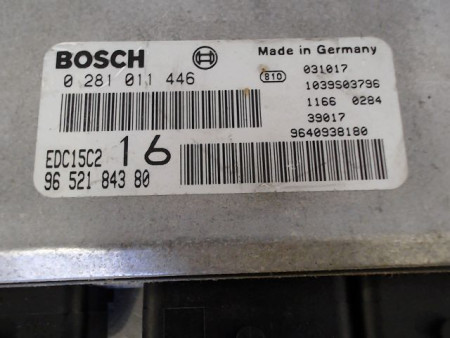 BOSCH
Made in Germany
0 281 011 446
B10
031017
1039S03796
1166 0284
39017
9640938180
EDC15C2 16
96 521 843 80